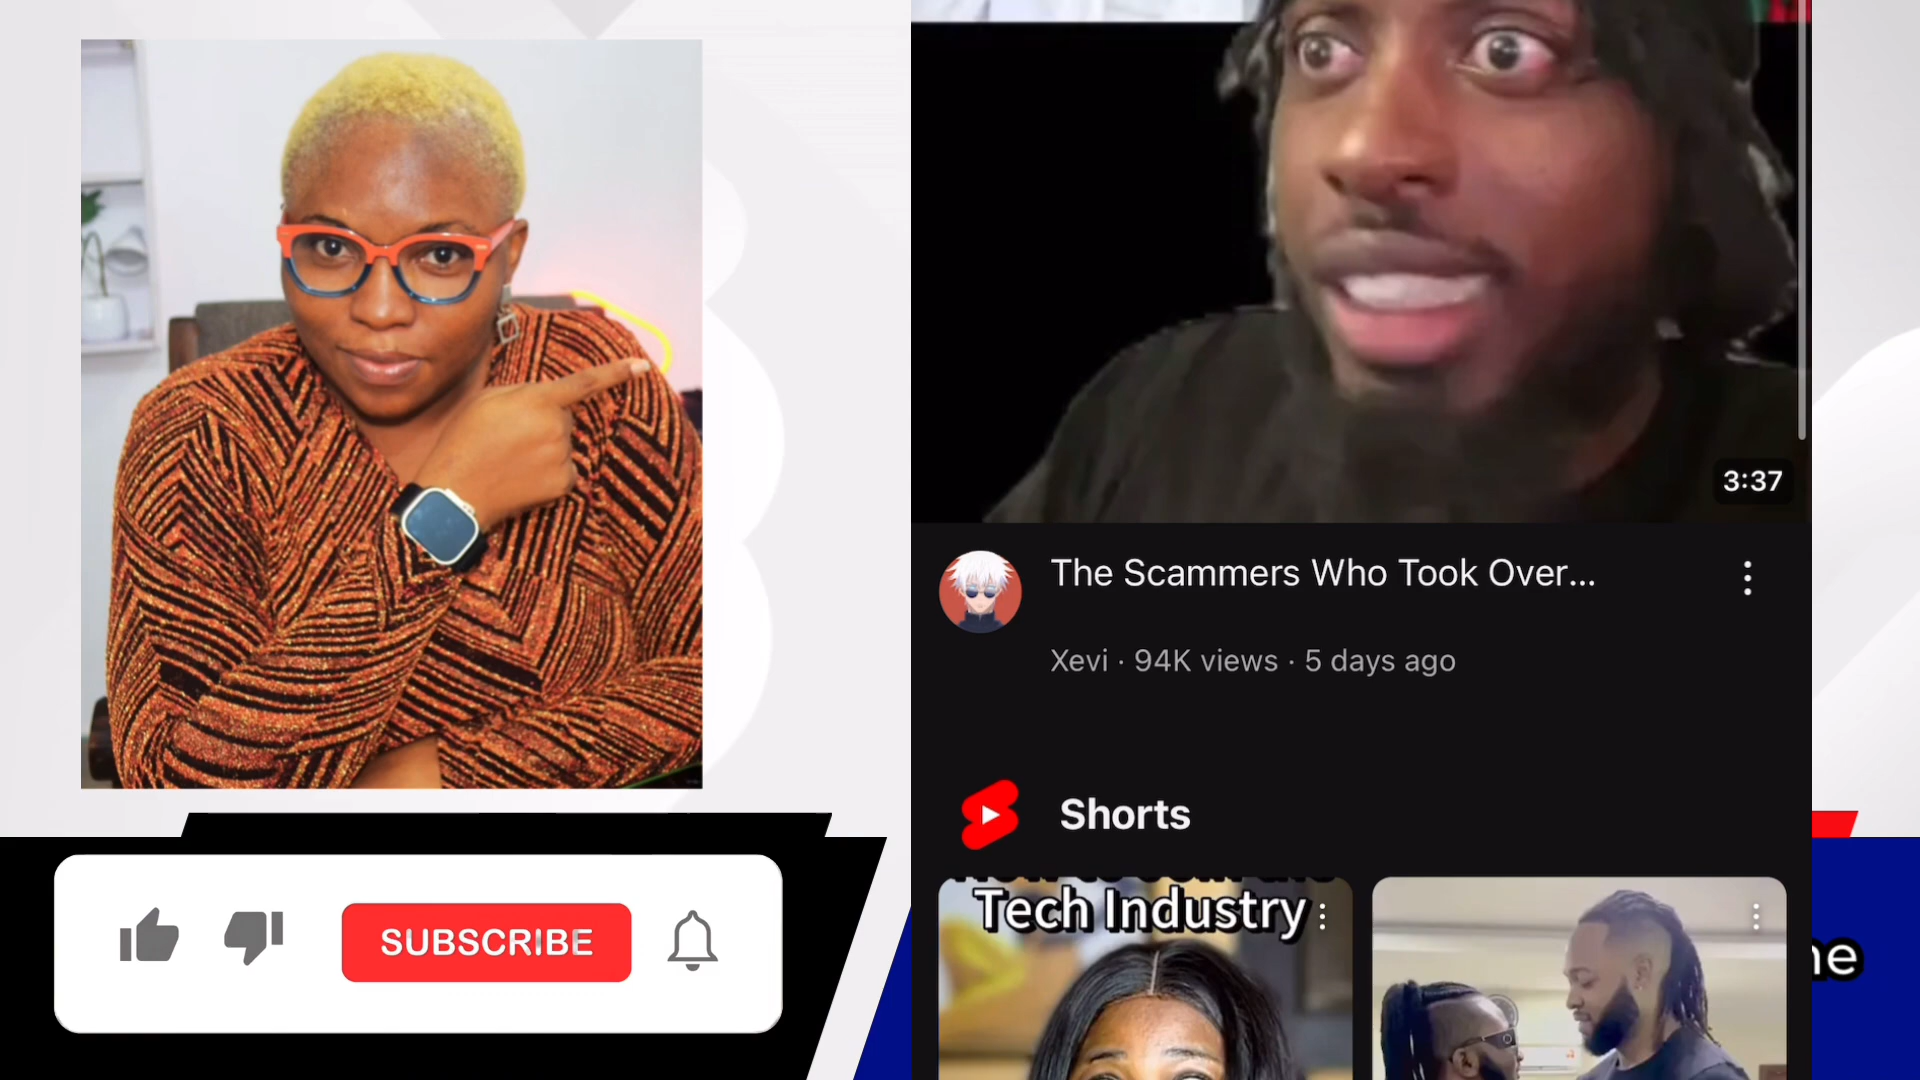 SUBSCRIBE
3:37
The Scammers Who Took Over...
Xevi · 94K views · 5 days ago
Shorts
Tech Industry